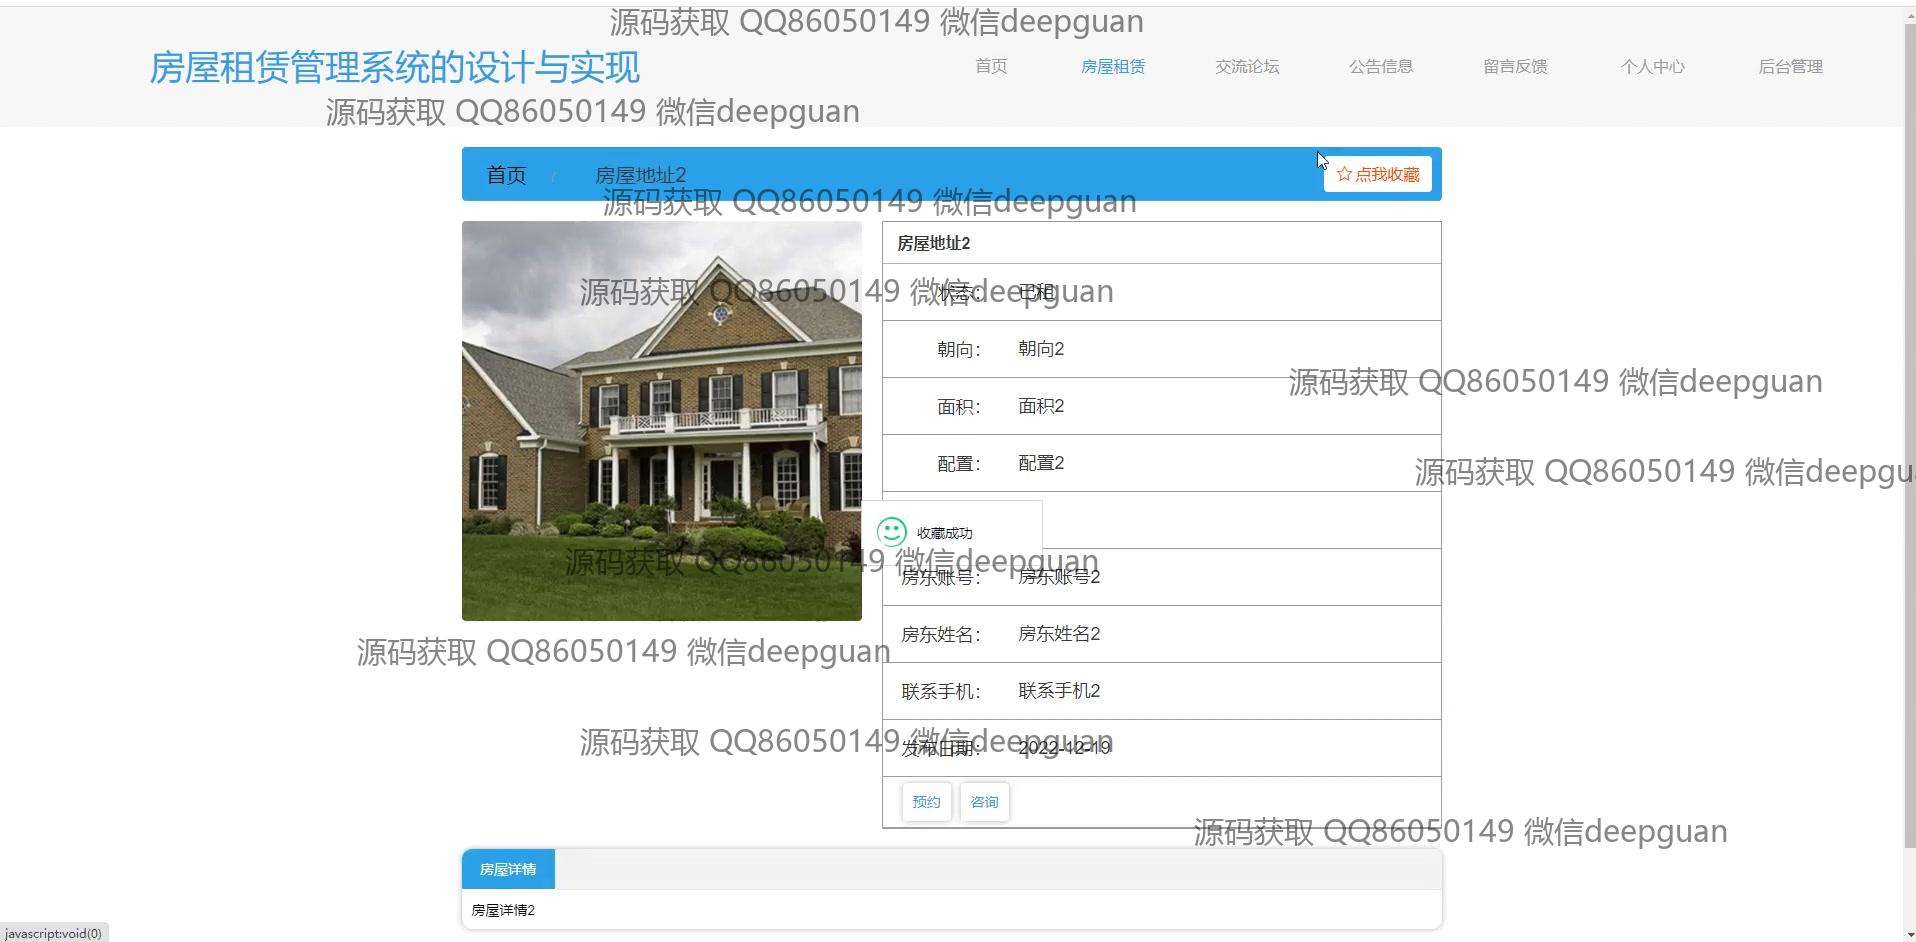 源码获取 QQ86050149 微信deepguan
房屋租赁管理系统的设计与实现
首页 房屋租赁 交流论坛 公告信息 留言反馈 个人中心 后台管理
源码获取 QQ86050149 微信deepguan
首页 / 房屋地址2 点我收藏
源码获取 QQ86050149 微信deepguan
房屋地址2
源码获取 QQ86050149 微信deepguan
状态： 已租
朝向： 朝向2
源码获取 QQ86050149 微信deepguan
面积： 面积2
配置： 配置2
源码获取 QQ86050149 微信deepgu
收藏成功
源码获取 QQ86050149 微信deepguan
房东账号： 房东账号2
房东姓名： 房东姓名2
源码获取 QQ86050149 微信deepguan
联系手机： 联系手机2
源码获取 QQ86050149 微信deepguan
发布日期： 2022-12-19
预约 咨询
源码获取 QQ86050149 微信deepguan
房屋详情
房屋详情2
javascript:void(0)